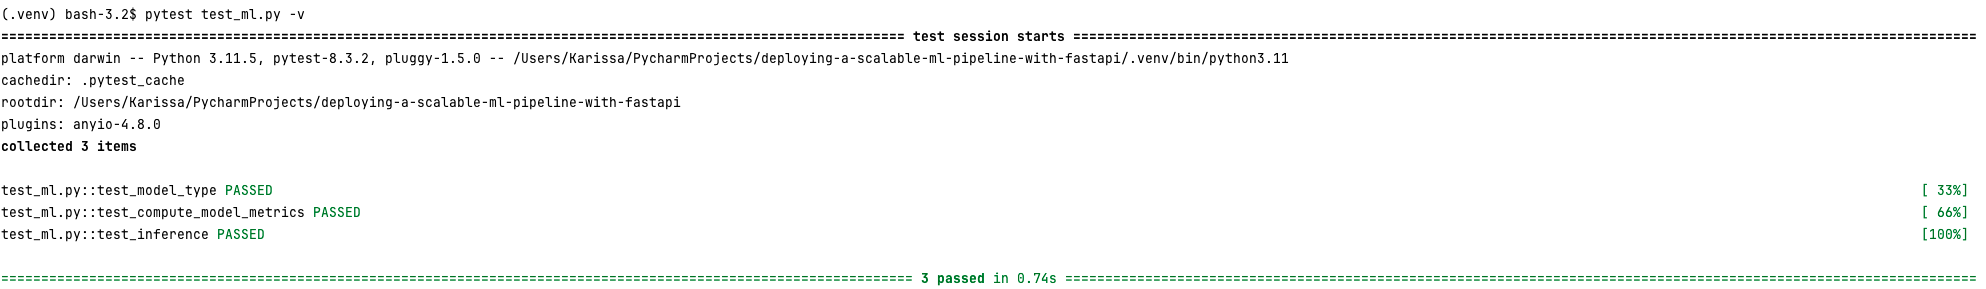 (.venv) bash-3.2$ pytest test_ml.py -v
================================================================================================================= test session starts =================================================================================================================
platform darwin -- Python 3.11.5, pytest-8.3.2, pluggy-1.5.0 -- /Users/Karissa/PycharmProjects/deploying-a-scalable-ml-pipeline-with-fastapi/.venv/bin/python3.11
cachedir: .pytest_cache
rootdir: /Users/Karissa/PycharmProjects/deploying-a-scalable-ml-pipeline-with-fastapi
plugins: anyio-4.8.0
collected 3 items
test_ml.py::test_model_type PASSED [ 33%]
test_ml.py::test_compute_model_metrics PASSED [ 66%]
test_ml.py::test_inference PASSED [100%]
================================================================================================================== 3 passed in 0.74s ==================================================================================================================